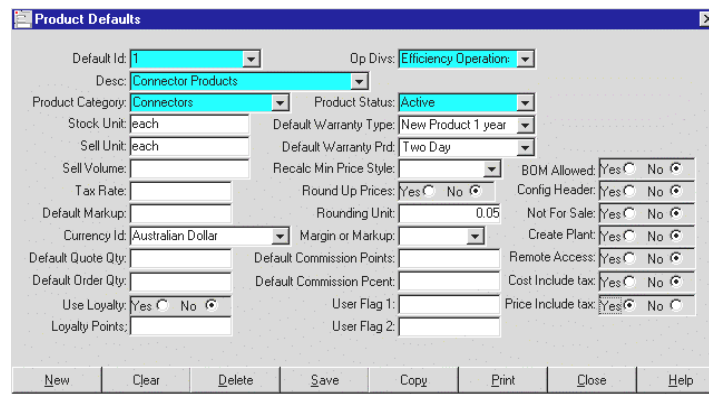 Product Defaults
Default Id: 1 Op Divs: Efficiency Operation:
Desc: Connector Products
Product Category: Connectors Product Status: Active
Stock Unit: each Default Warranty Type: New Product 1 year
Sell Unit: each Default Warranty Prd: Two Day
Sell Volume: Recalc Min Price Style: BOM Allowed: Yes No
Tax Rate: Round Up Prices: Yes No Config Header: Yes No
Default Markup: Rounding Unit: 0.05 Not For Sale: Yes No
Currency Id: Australian Dollar Margin or Markup: Create Plant: Yes No
Default Quote Qty: Default Commission Points: Remote Access: Yes No
Default Order Qty: Default Commission Pcent: Cost Include tax: Yes No
Use Loyalty: Yes No User Flag 1: Price Include tax: Yes No
Loyalty Points; User Flag 2:
New Clear Delete Save Copy Print Close Help